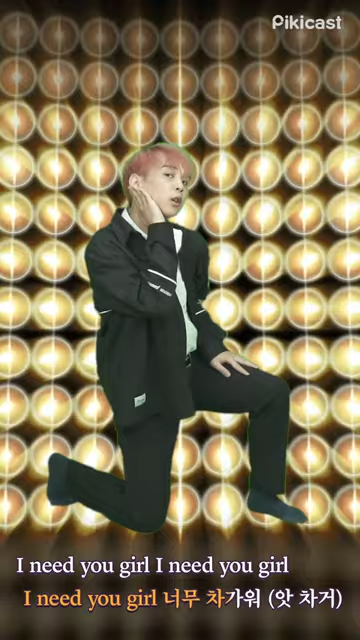 Pikicast
I need you girl I need you girl
I need you girl 너무 차가워 (앗 차거)